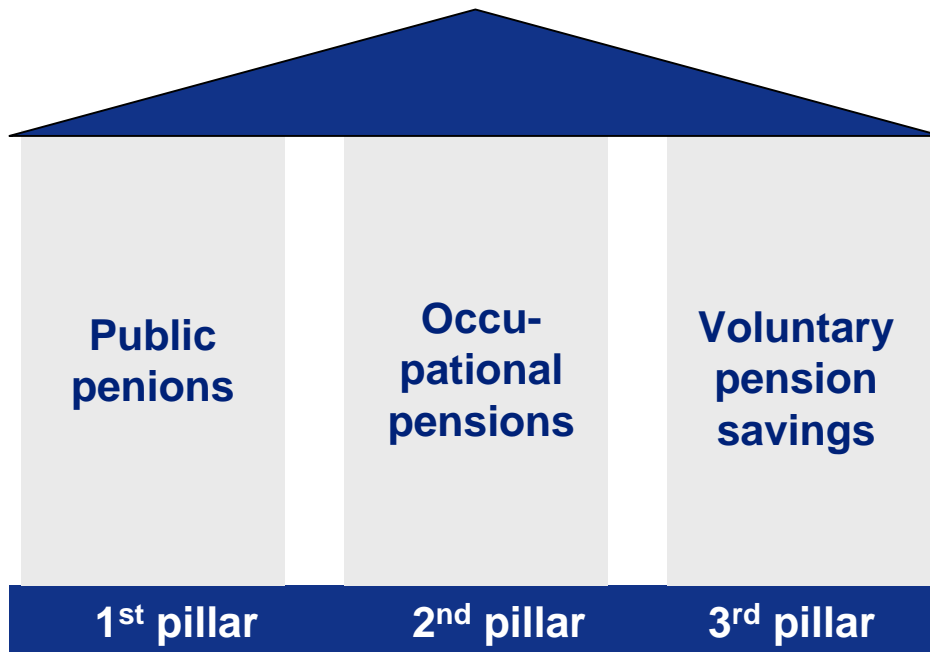 Public
penions
Occu-
pational
pensions
Voluntary
pension
savings
1st pillar
2nd pillar
3rd pillar